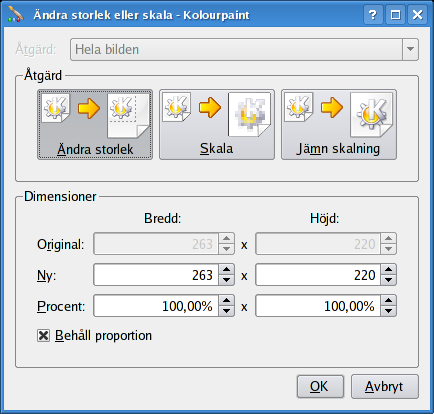 Ändra storlek eller skala - Kolourpaint
Åtgärd: Hela bilden
Åtgärd
Ändra storlek Skala Jämn skalning
Dimensioner
Bredd: Höjd:
Original: 263 x 220
Ny: 263 x 220
Procent: 100,00% x 100,00%
Behåll proportion
OK Avbryt